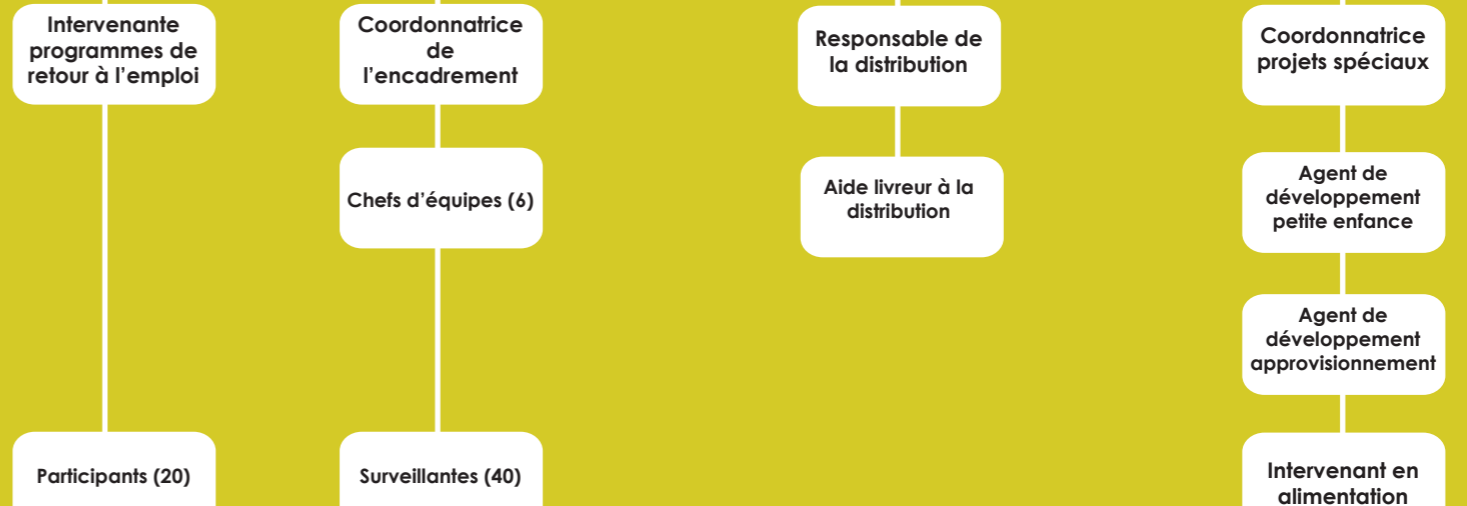 Intervenante
programmes de
retour à l'emploi
Coordonnatrice
de
l'encadrement
Responsable de
la distribution
Coordonnatrice
projets spéciaux
Chefs d'équipes (6)
Aide livreur à la
distribution
Agent de
développement
petite enfance
Agent de
développement
approvisionnement
Participants (20)
Surveillantes (40)
Intervenant en
alimentation